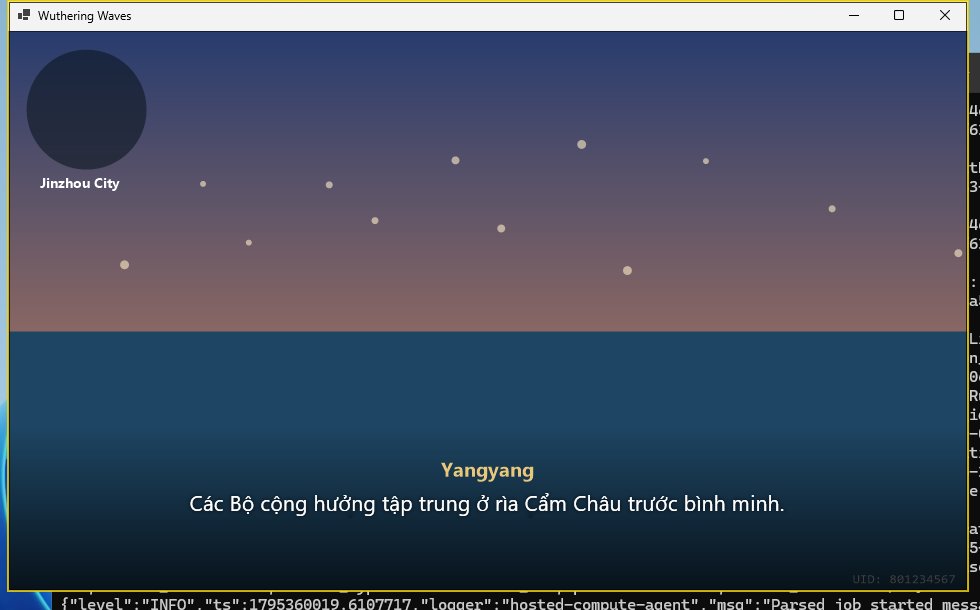 Wuthering Waves
Jinzhou City
Yangyang
Các Bộ cộng hưởng tập trung ở rìa Cẩm Châu trước bình minh.
UID: 801234567
{"level":"INFO","ts":1795360019.6107717,"logger":"hosted-compute-agent","msg":"Parsed job started mes